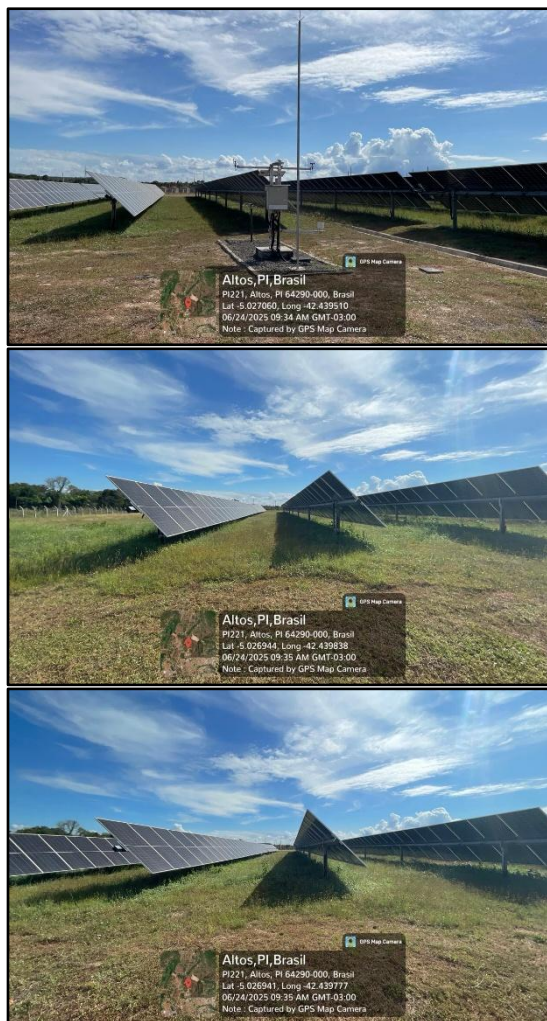 GPS Map Camera
Altos,PI,Brasil
PI221, Altos, PI 64290-000, Brasil
Lat -5.027060, Long -42.439510
06/24/2025 09:34 AM GMT-03:00
Note : Captured by GPS Map Camera
GPS Map Camera
Altos,PI,Brasil
PI221, Altos, PI 64290-000, Brasil
Lat -5.026944, Long -42.439838
06/24/2025 09:35 AM GMT-03:00
Note : Captured by GPS Map Camera
GPS Map Camera
Altos,PI,Brasil
PI221, Altos, PI 64290-000, Brasil
Lat -5.026941, Long -42.439777
06/24/2025 09:35 AM GMT-03:00
Note : Captured by GPS Map Camera